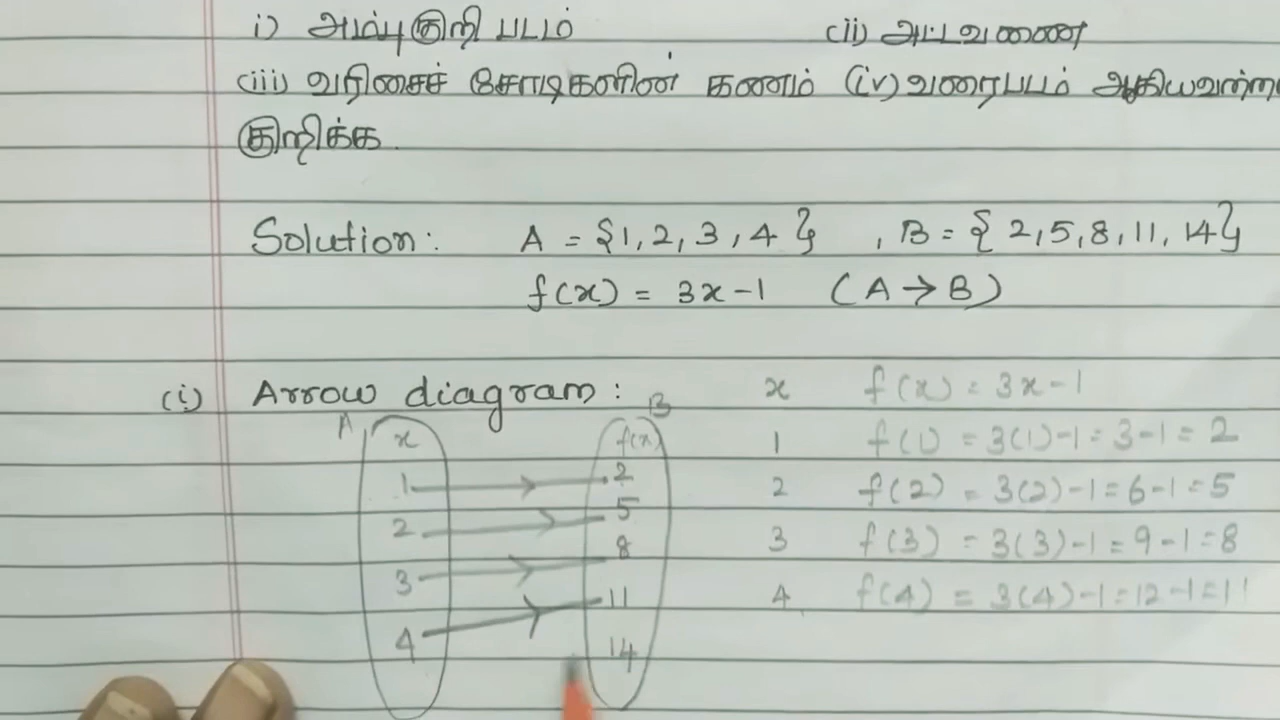 i) அம்பு குறி படம் (ii) அட்டவணை
(iii) வரிசைச் சோடிகளின் கணம் (iv) வரைபடம் ஆகியவற்றை
குறிக்க.
Solution: A = {1, 2, 3, 4 } , B = { 2, 5, 8, 11, 14}
f(x) = 3x - 1 (A → B)
(i) Arrow diagram : x f(x) = 3x - 1
A B
x f(x) 1 f(1) = 3(1) - 1 = 3 - 1 = 2
1 2
2 f(2) = 3(2) - 1 = 6 - 1 = 5
2 5
3 8 3 f(3) = 3(3) - 1 = 9 - 1 = 8
4 11 4 f(4) = 3(4) - 1 = 12 - 1 = 11
14